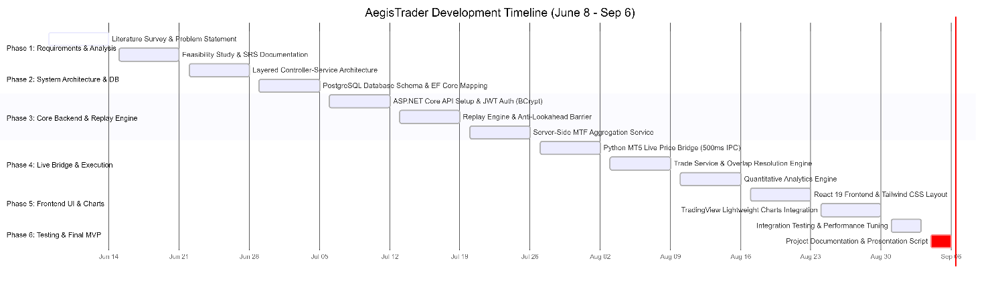 AegisTrader Development Timeline (June 8 - Sep 6)
Literature Survey & Problem Statement
Phase 1: Requirements & Analysis
Feasibility Study & SRS Documentation
Layered Controller-Service Architecture
Phase 2: System Architecture & DB
PostgreSQL Database Schema & EF Core Mapping
ASP.NET Core API Setup & JWT Auth (BCrypt)
Phase 3: Core Backend & Replay Engine
Replay Engine & Anti-Lookahead Barrier
Server-Side MTF Aggregation Service
Python MT5 Live Price Bridge (500ms IPC)
Phase 4: Live Bridge & Execution
Trade Service & Overlap Resolution Engine
Quantitative Analytics Engine
React 19 Frontend & Tailwind CSS Layout
Phase 5: Frontend UI & Charts
TradingView Lightweight Charts Integration
Integration Testing & Performance Tuning
Phase 6: Testing & Final MVP
Project Documentation & Presentation Script
Jun 14 Jun 21 Jun 28 Jul 05 Jul 12 Jul 19 Jul 26 Aug 02 Aug 09 Aug 16 Aug 23 Aug 30 Sep 06